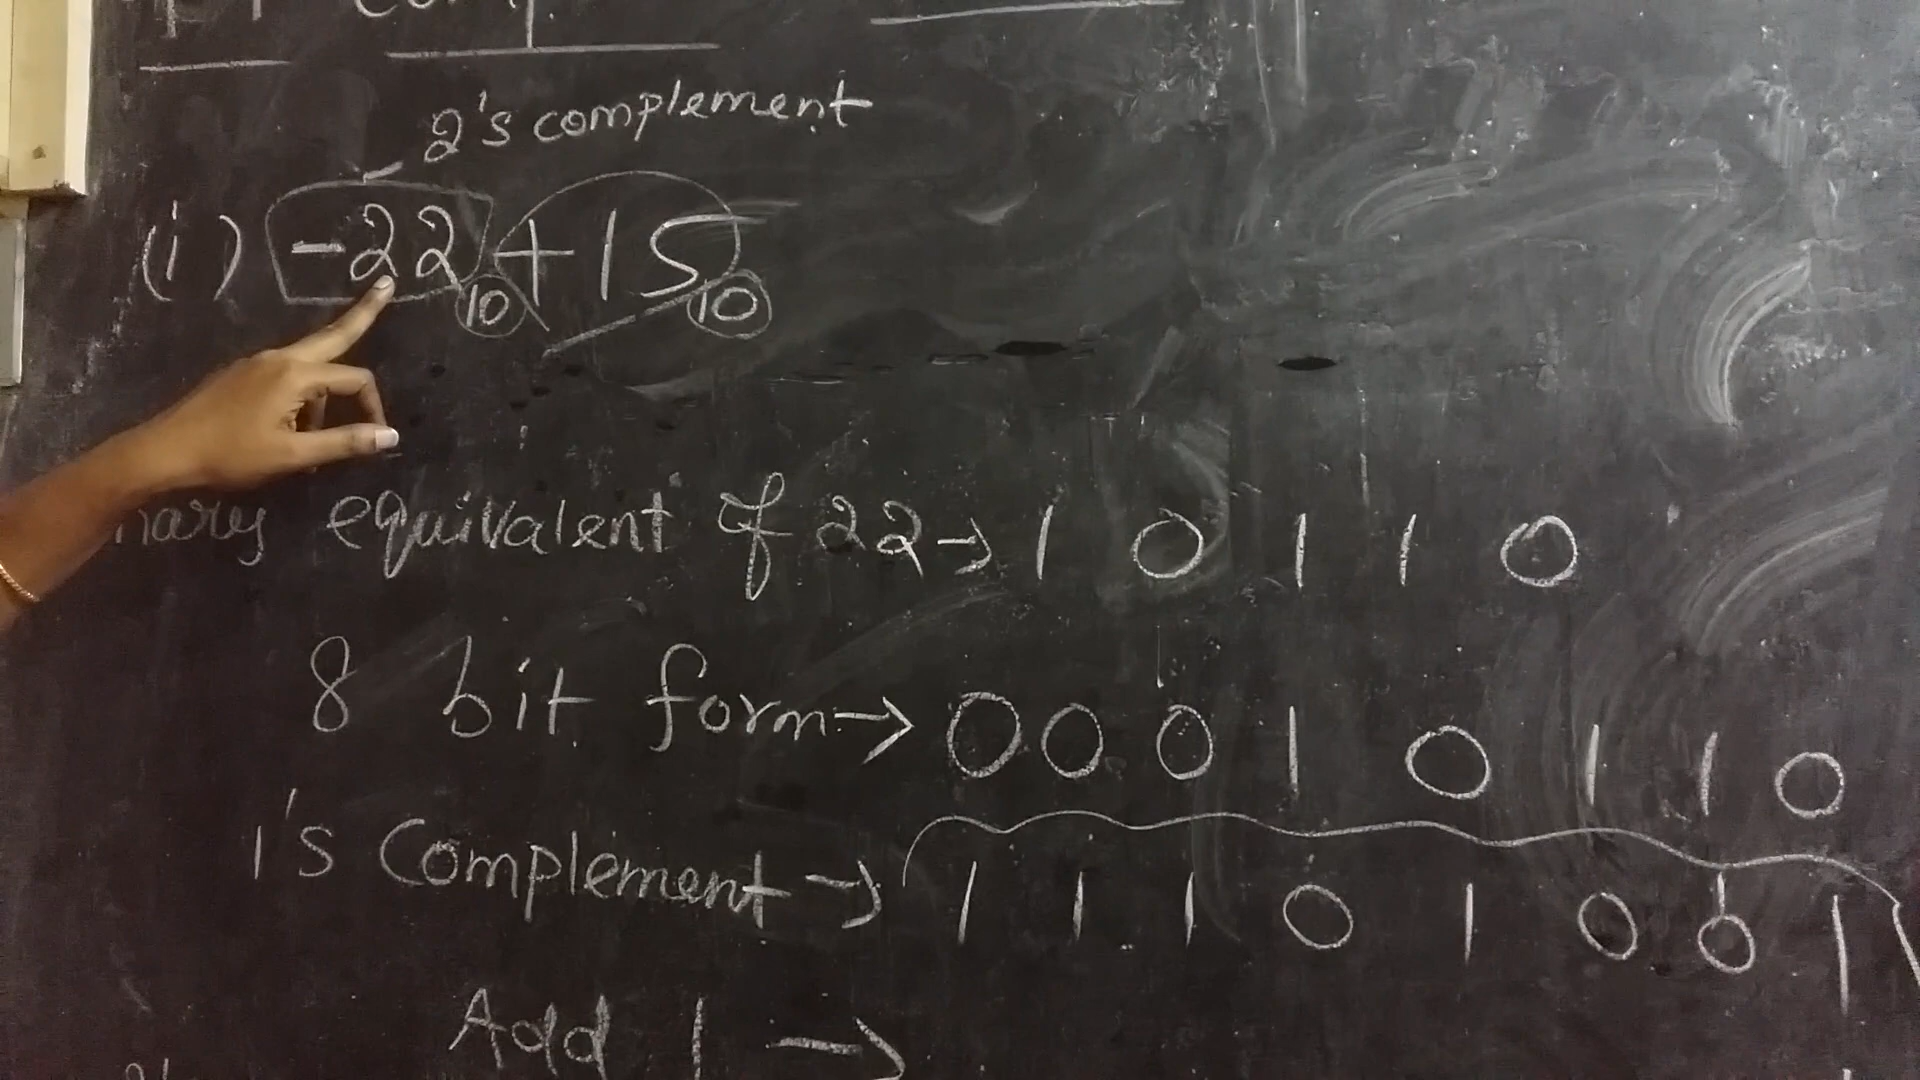 2's complement
(i) -22 10 +15 10
equivalent of 22→ 1 0 1 1 0
8 bit form→ 0 0 0 1 0 1 1 0
1's Complement → 1 1 1 0 1 0 0 1
Add 1 →